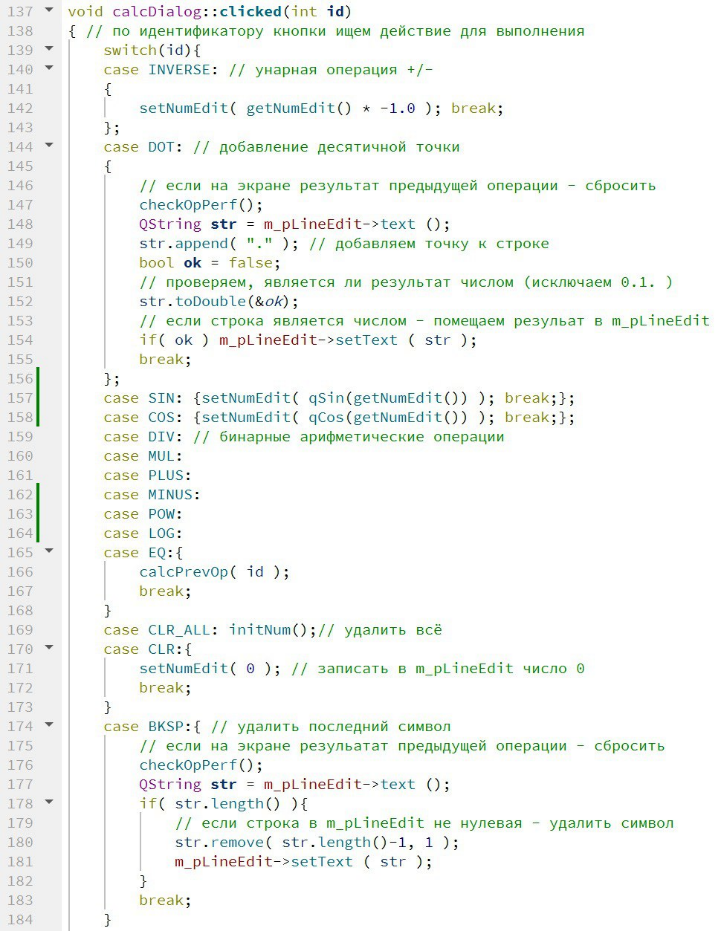 137 void calcDialog::clicked(int id)
138 { // по идентификатору кнопки ищем действие для выполнения
139 switch(id){
140 case INVERSE: // унарная операция +/-
141 {
142 setNumEdit( getNumEdit() * -1.0 ); break;
143 };
144 case DOT: // добавление десятичной точки
145 {
146 // если на экране результат предыдущей операции - сбросить
147 checkOpPerf();
148 QString str = m_pLineEdit->text ();
149 str.append( "." ); // добавляем точку к строке
150 bool ok = false;
151 // проверяем, является ли результат числом (исключаем 0.1. )
152 str.toDouble(&ok);
153 // если строка является числом - помещаем резульат в m_pLineEdit
154 if( ok ) m_pLineEdit->setText ( str );
155 break;
156 };
157 case SIN: {setNumEdit( qSin(getNumEdit()) ); break;};
158 case COS: {setNumEdit( qCos(getNumEdit()) ); break;};
159 case DIV: // бинарные арифметические операции
160 case MUL:
161 case PLUS:
162 case MINUS:
163 case POW:
164 case LOG:
165 case EQ:{
166 calcPrevOp( id );
167 break;
168 }
169 case CLR_ALL: initNum();// удалить всё
170 case CLR:{
171 setNumEdit( 0 ); // записать в m_pLineEdit число 0
172 break;
173 }
174 case BKSP:{ // удалить последний символ
175 // если на экране резульатат предыдущей операции - сбросить
176 checkOpPerf();
177 QString str = m_pLineEdit->text ();
178 if( str.length() ){
179 // если строка в m_pLineEdit не нулевая - удалить символ
180 str.remove( str.length()-1, 1 );
181 m_pLineEdit->setText ( str );
182 }
183 break;
184 }